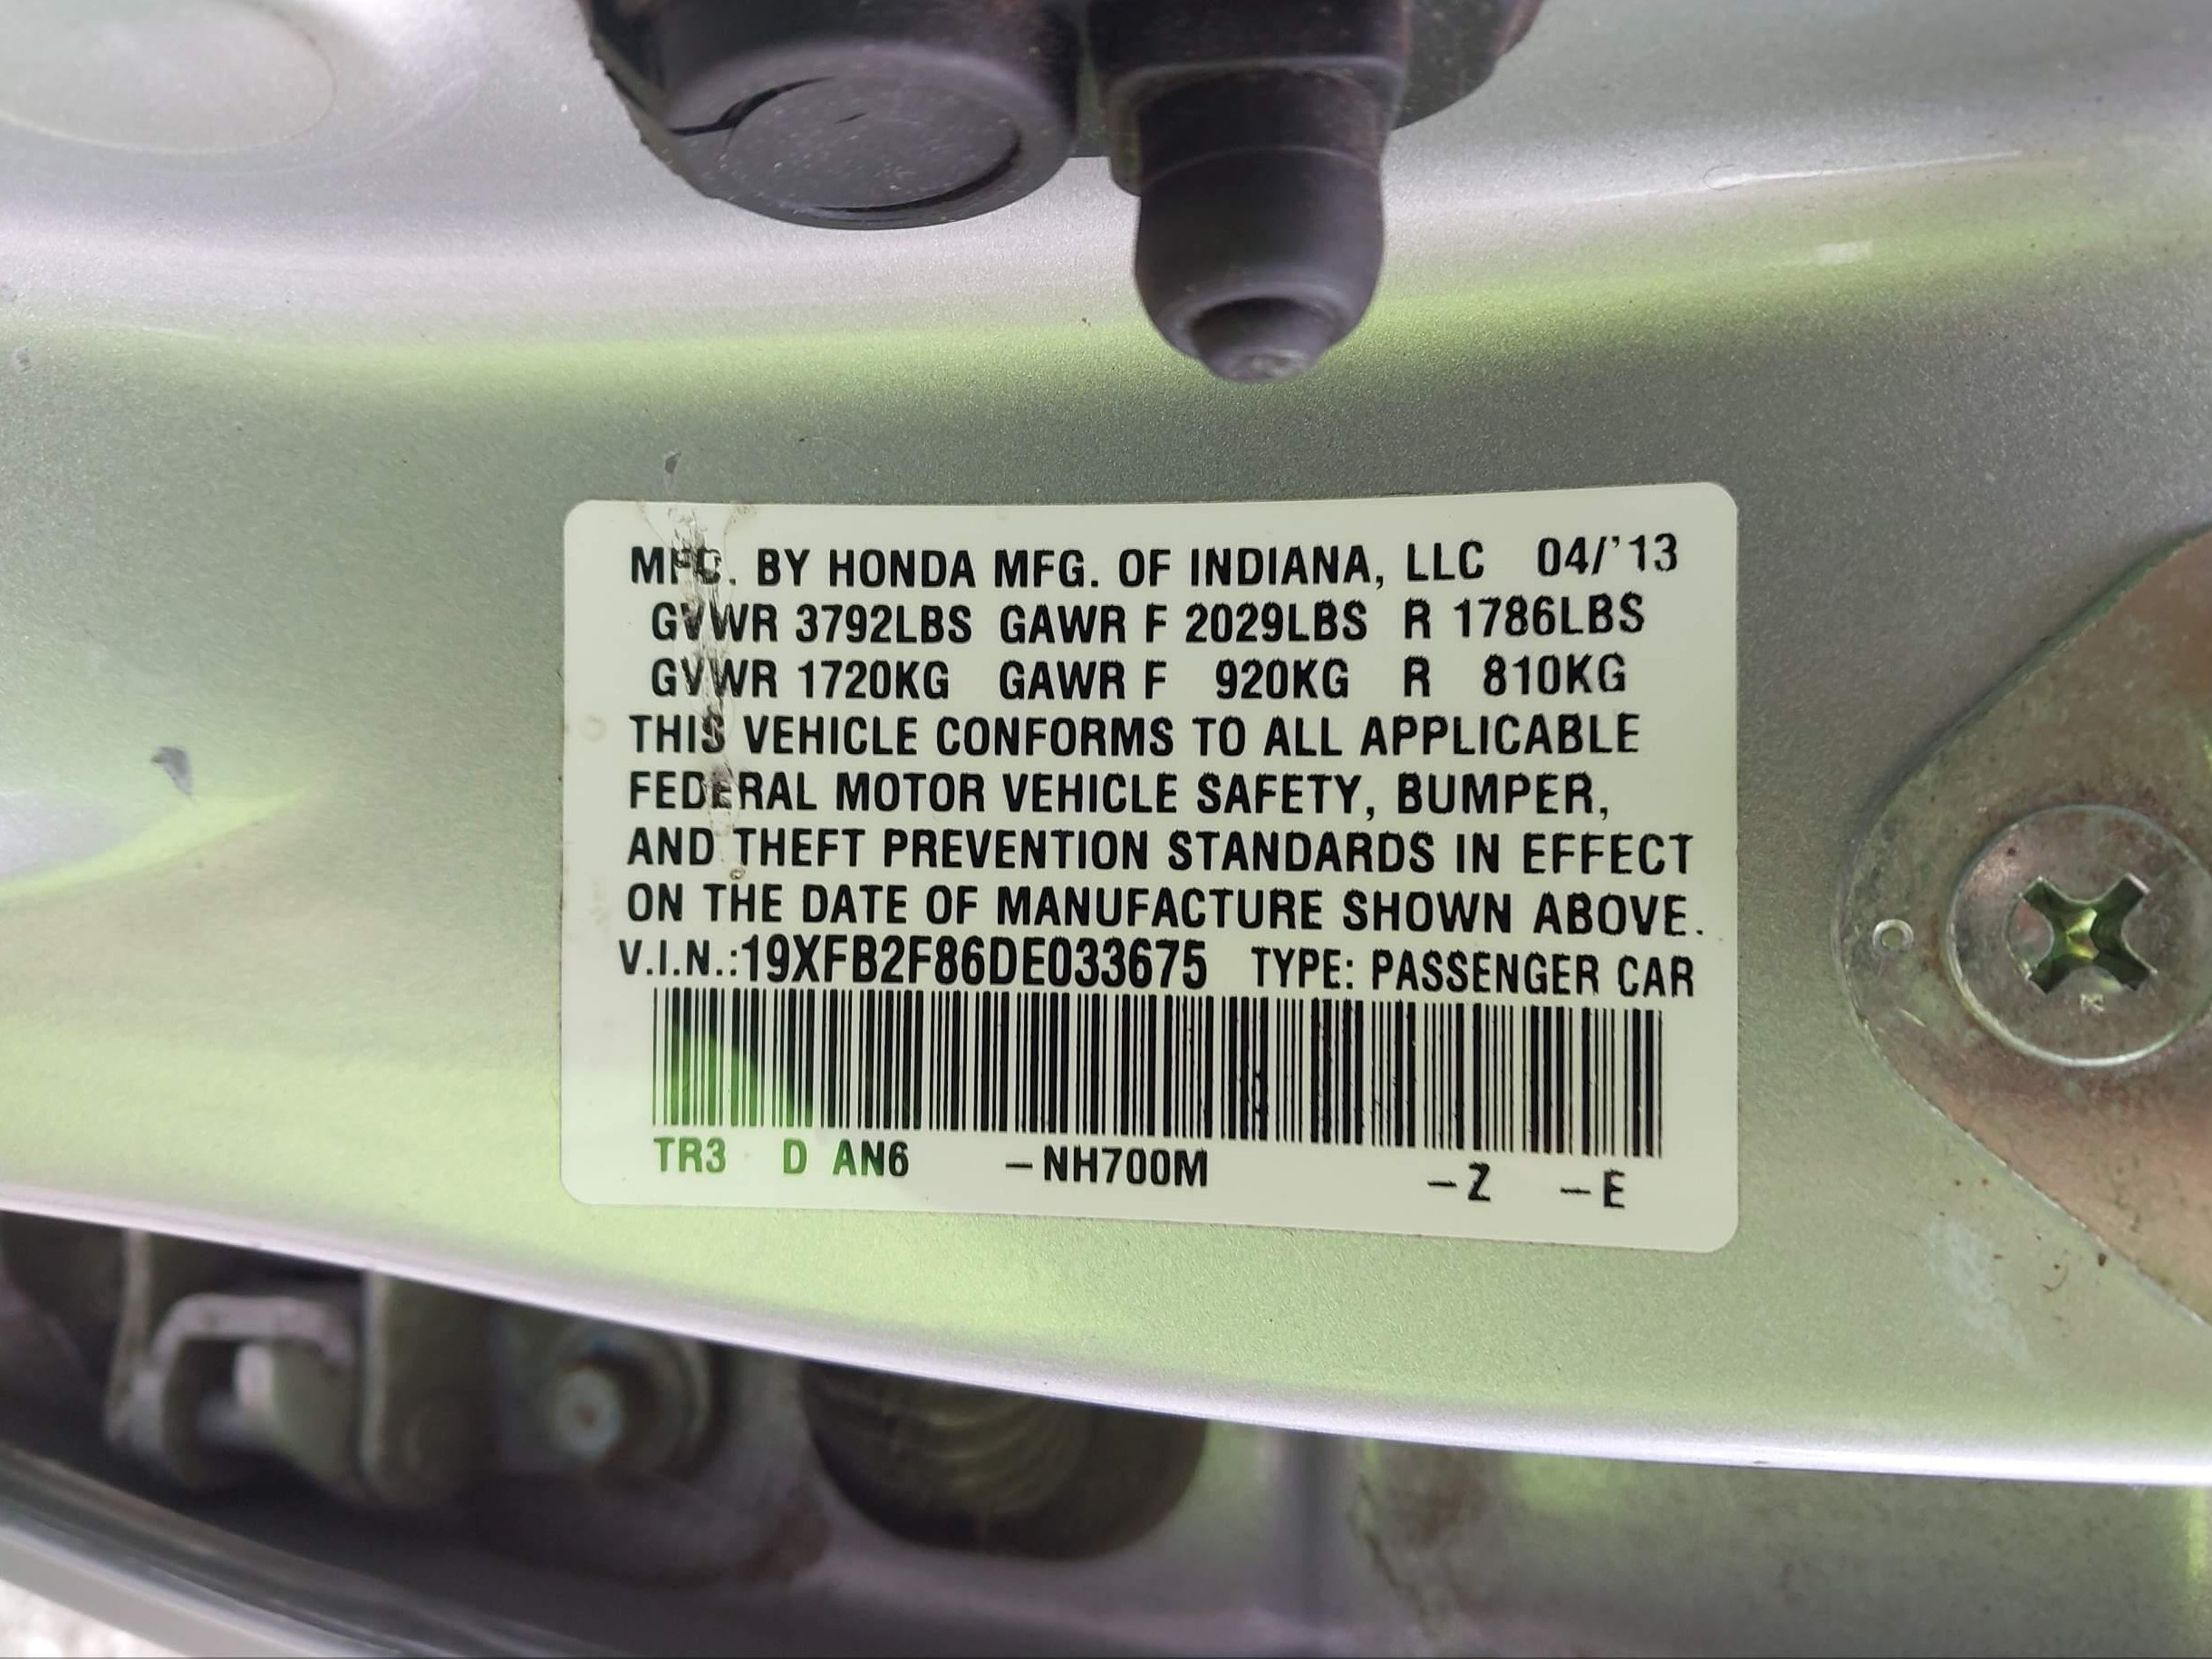 MFD. BY HONDA MFG. OF INDIANA, LLC 04/'13
GVWR 3792LBS GAWR F 2029LBS R 1786LBS
GVWR 1720KG GAWR F 920KG R 810KG
THIS VEHICLE CONFORMS TO ALL APPLICABLE
FEDERAL MOTOR VEHICLE SAFETY, BUMPER,
AND THEFT PREVENTION STANDARDS IN EFFECT
ON THE DATE OF MANUFACTURE SHOWN ABOVE.
V.I.N.:19XFB2F86DE033675 TYPE: PASSENGER CAR
TR3 D AN6 –NH700M –Z –E